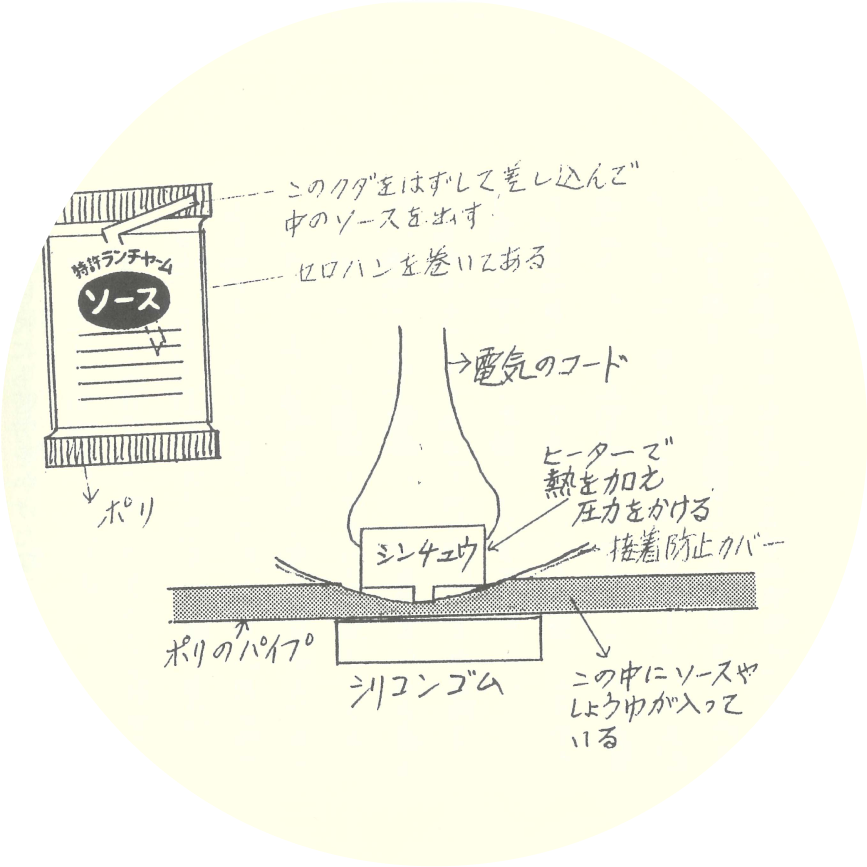 このクダをはずして差し込んで
中のソースを出す
セロハンを巻いてある
特許ランチャーム
ソース
ポリ
電気のコード
ヒーターで
熱を加え
圧力をかける
シンチュウ
接着防止カバー
ポリのパイプ
シリコンゴム
この中にソースや
しょうゆが入って
いる